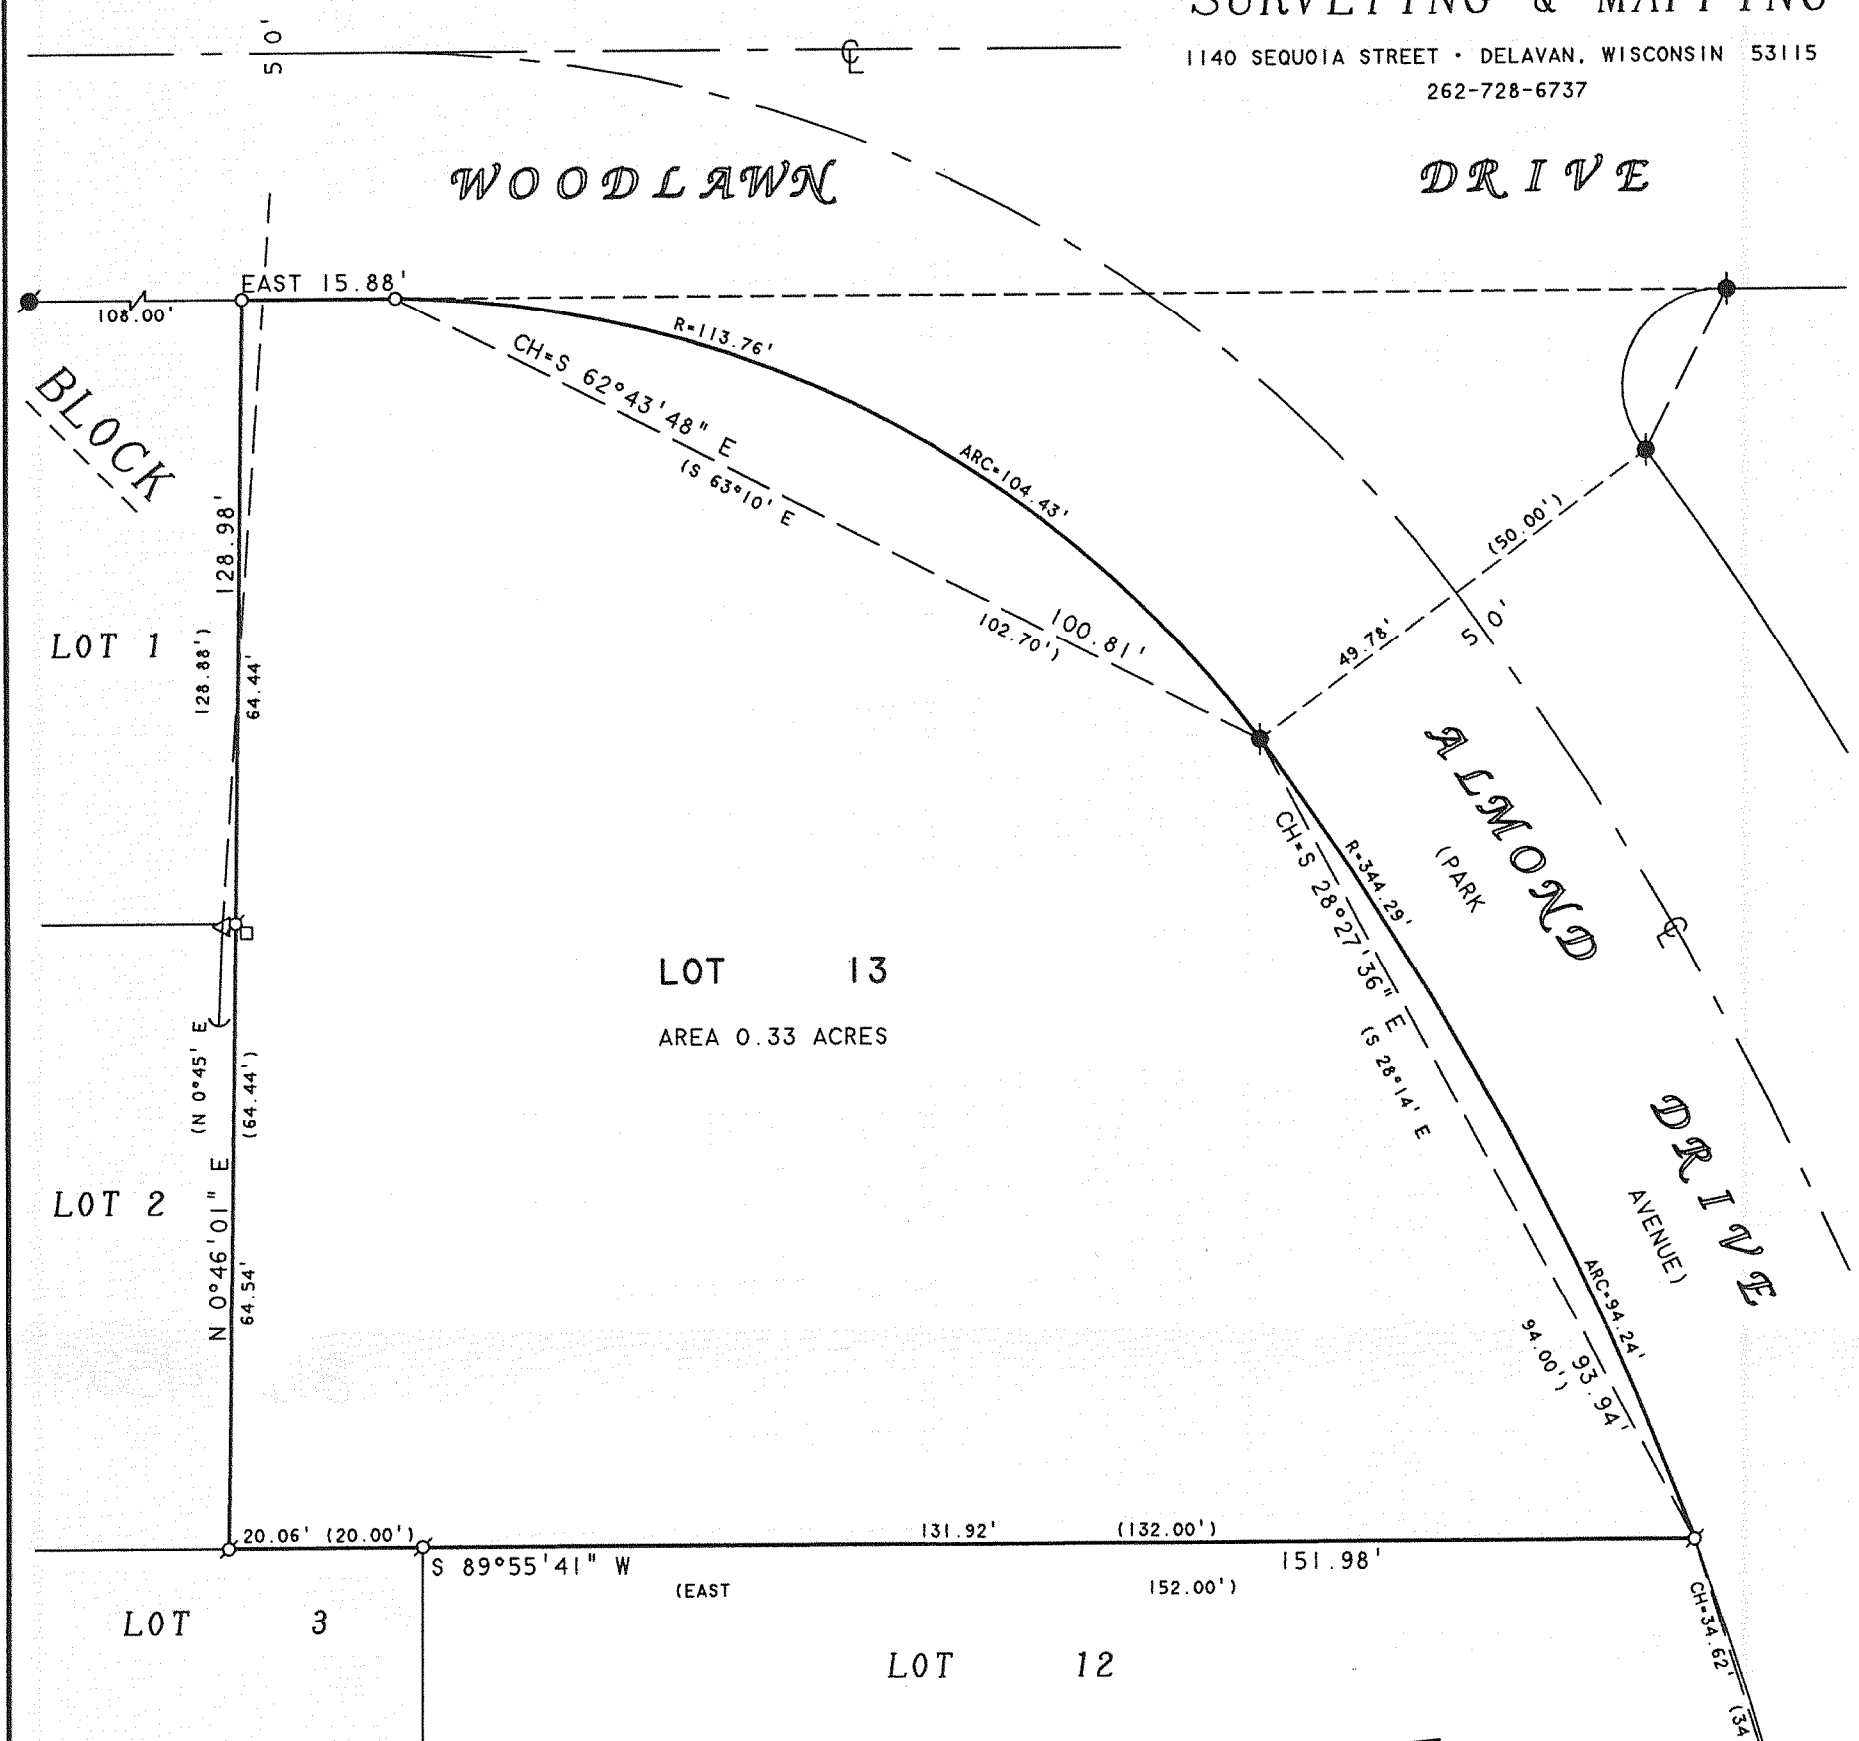 SURVEYING & MAPPING
1140 SEQUOIA STREET • DELAVAN, WISCONSIN 53115
262-728-6737
50'
℄
WOODLAWN DRIVE
EAST 15.88'
108.00'
R=113.76'
CH=S 62°43'48" E
(S 63°10' E
ARC=104.43'
100.81'
102.70')
BLOCK
128.98'
(128.88')
64.44'
LOT 1
(50.00')
49.78'
50'
ALMOND DRIVE
(PARK AVENUE)
℄
R=344.29'
CH=S 28°27'36" E
(S 28°14' E
ARC=94.24'
93.94'
94.00')
LOT 13
AREA 0.33 ACRES
(N 0°45' E
(64.44')
N 0°46'01" E
64.54'
LOT 2
20.06' (20.00')
131.92' (132.00')
S 89°55'41" W 151.98'
(EAST 152.00')
LOT 3
LOT 12
CH=34.62' (34